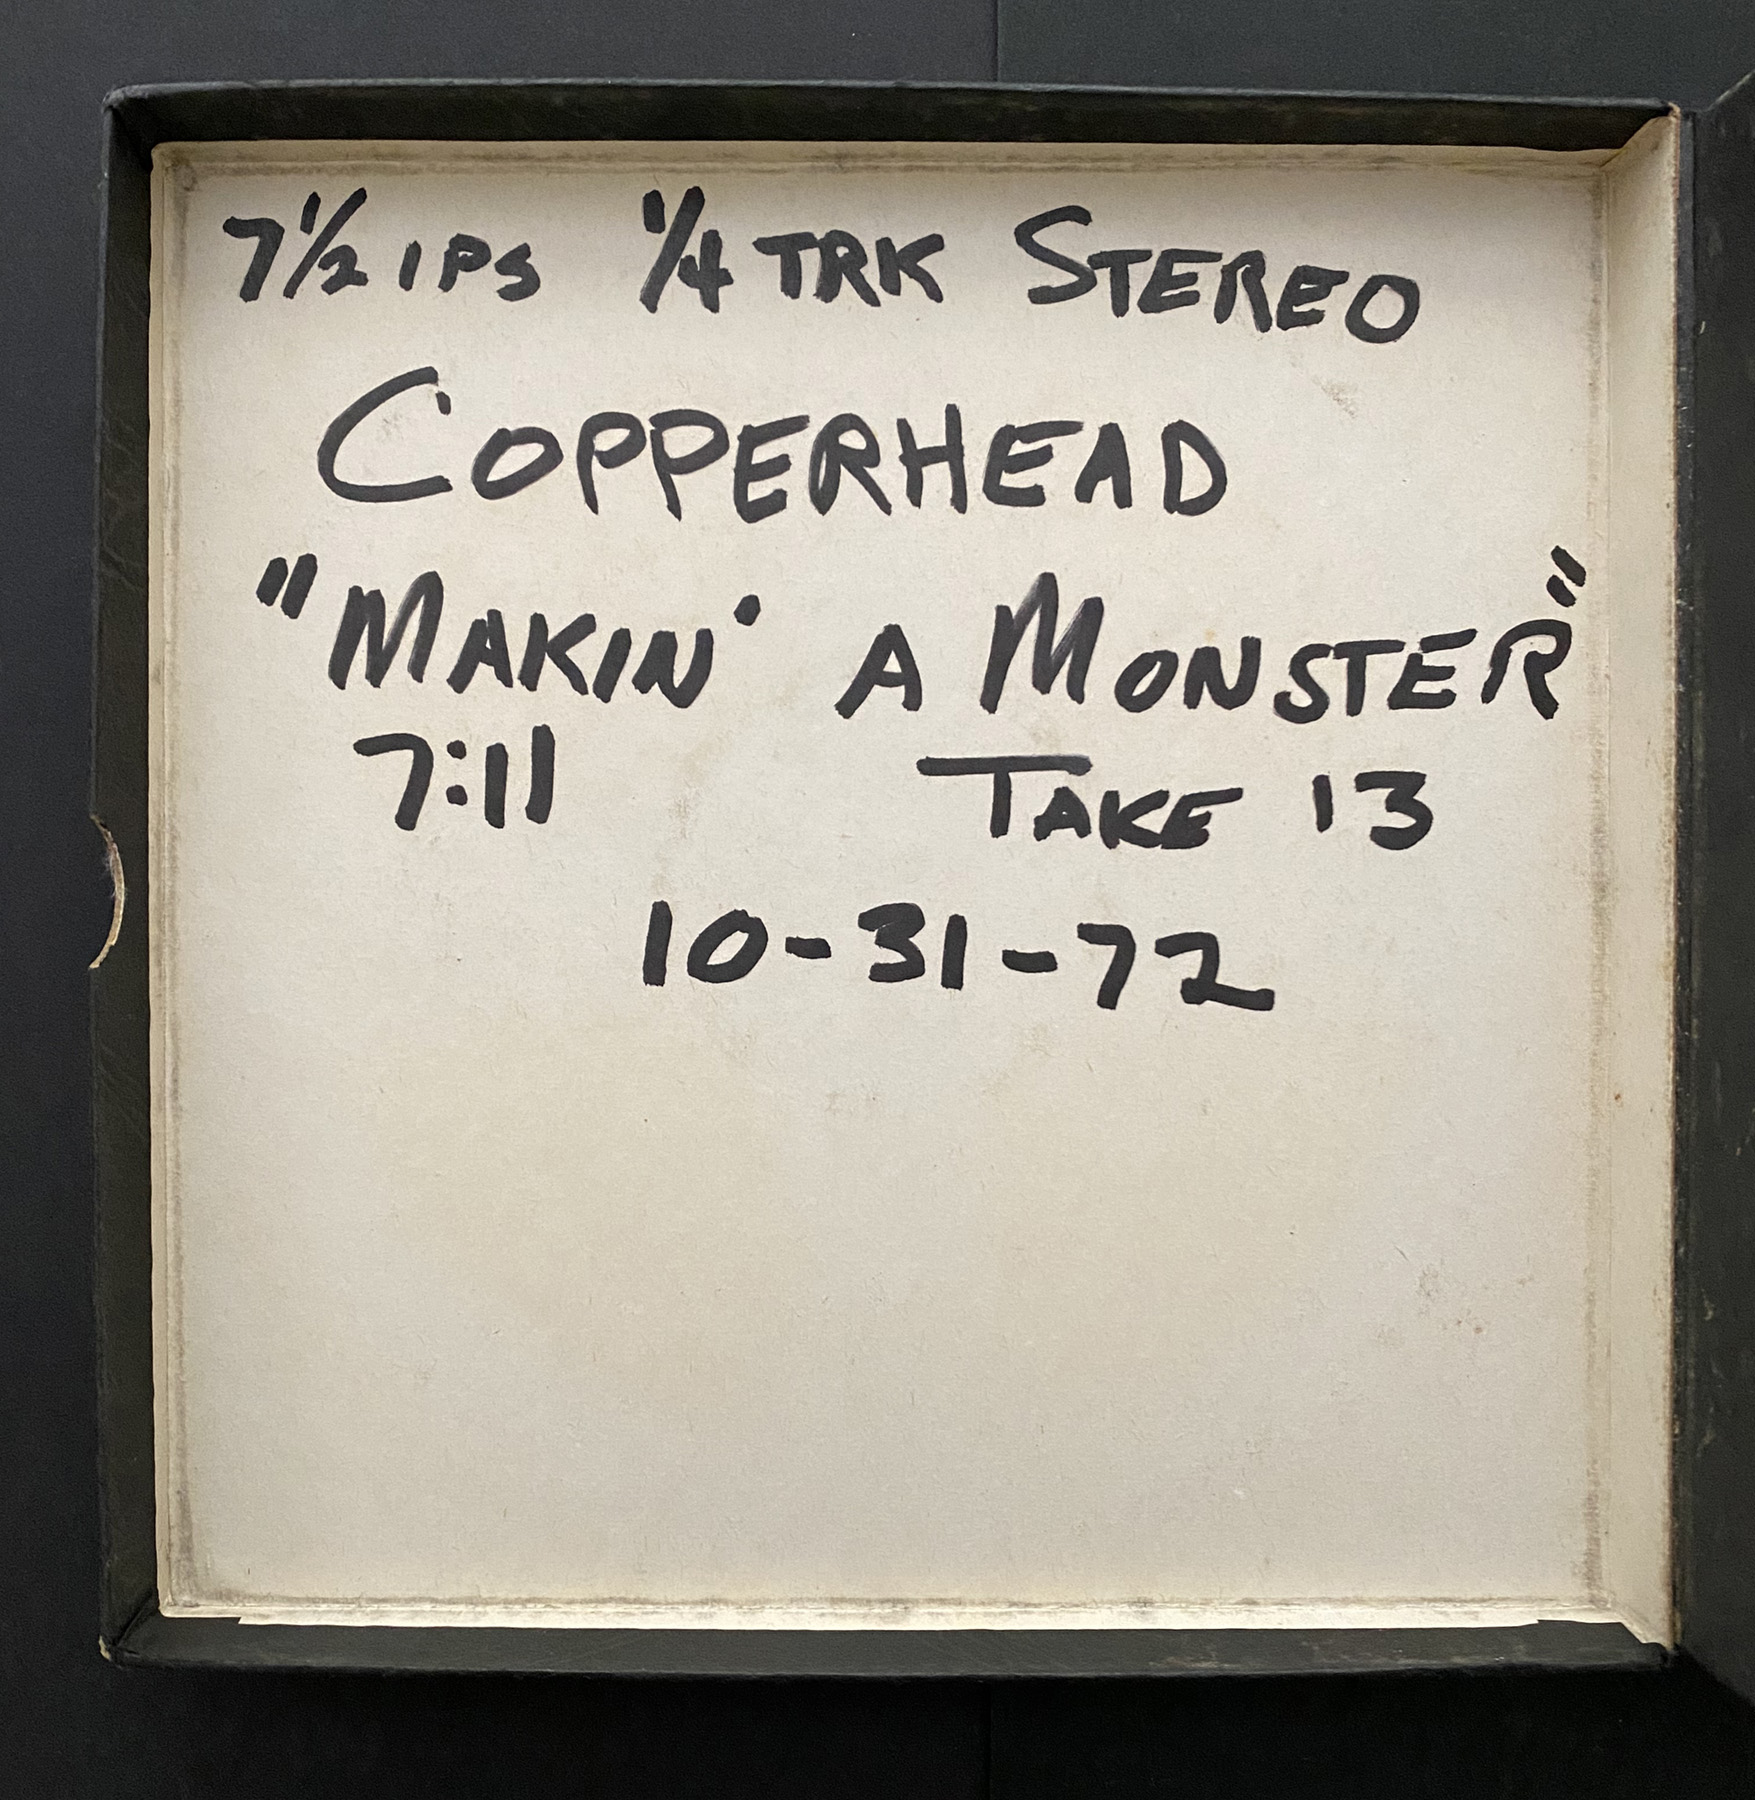 7½ IPS ¼ TRK STEREO
COPPERHEAD
"MAKIN' A MONSTER"
7:11 TAKE 13
10-31-72